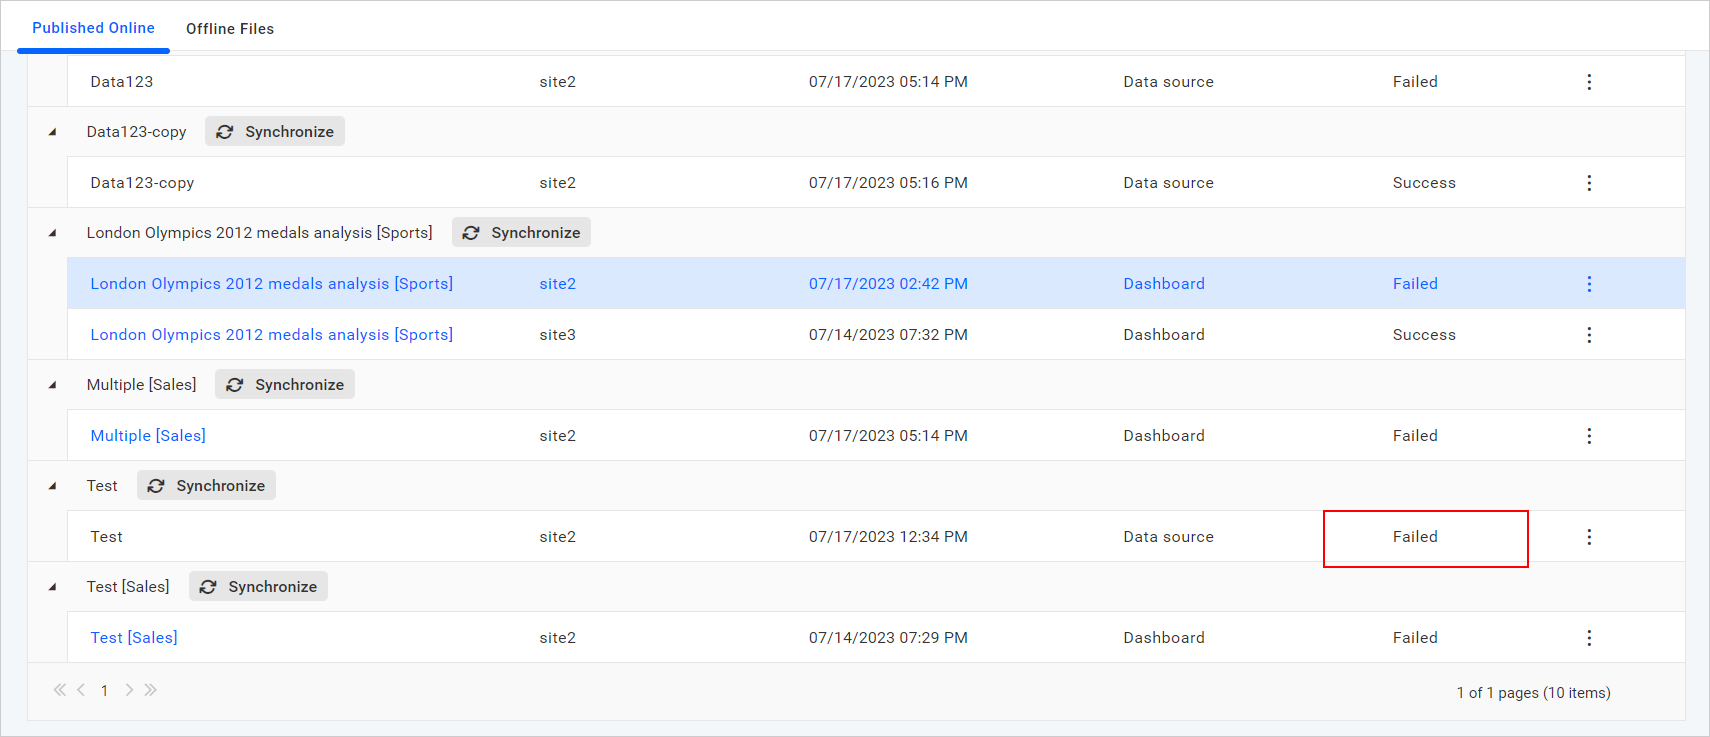 Published Online Offline Files
Data123 site2 07/17/2023 05:14 PM Data source Failed
Data123-copy Synchronize
Data123-copy site2 07/17/2023 05:16 PM Data source Success
London Olympics 2012 medals analysis [Sports] Synchronize
London Olympics 2012 medals analysis [Sports] site2 07/17/2023 02:42 PM Dashboard Failed
London Olympics 2012 medals analysis [Sports] site3 07/14/2023 07:32 PM Dashboard Success
Multiple [Sales] Synchronize
Multiple [Sales] site2 07/17/2023 05:14 PM Dashboard Failed
Test Synchronize
Test site2 07/17/2023 12:34 PM Data source Failed
Test [Sales] Synchronize
Test [Sales] site2 07/14/2023 07:29 PM Dashboard Failed
1 1 of 1 pages (10 items)